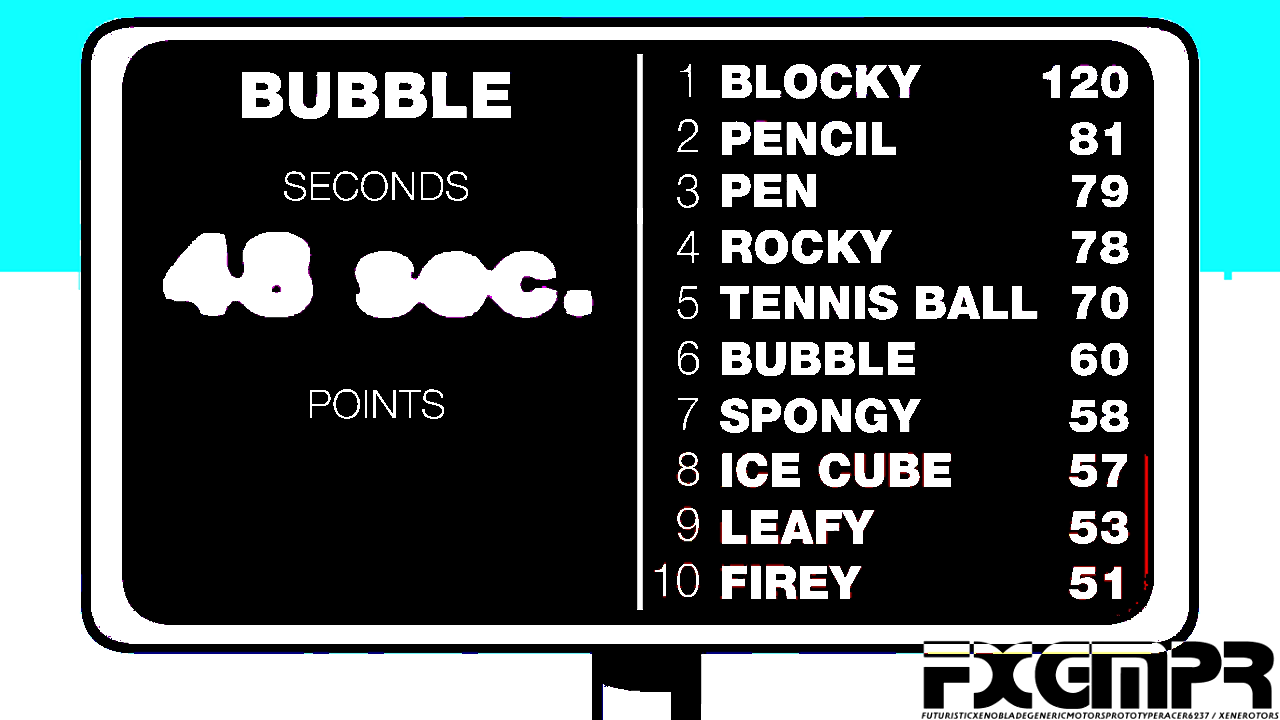 BUBBLE
SECONDS
48 sec.
POINTS
1 BLOCKY 120
2 PENCIL 81
3 PEN 79
4 ROCKY 78
5 TENNIS BALL 70
6 BUBBLE 60
7 SPONGY 58
8 ICE CUBE 57
9 LEAFY 53
10 FIREY 51
FXGMPR
FUTURISTICXENOBLADEGENERICMOTORSPROTOTYPERACER6237 / XENEROTORS